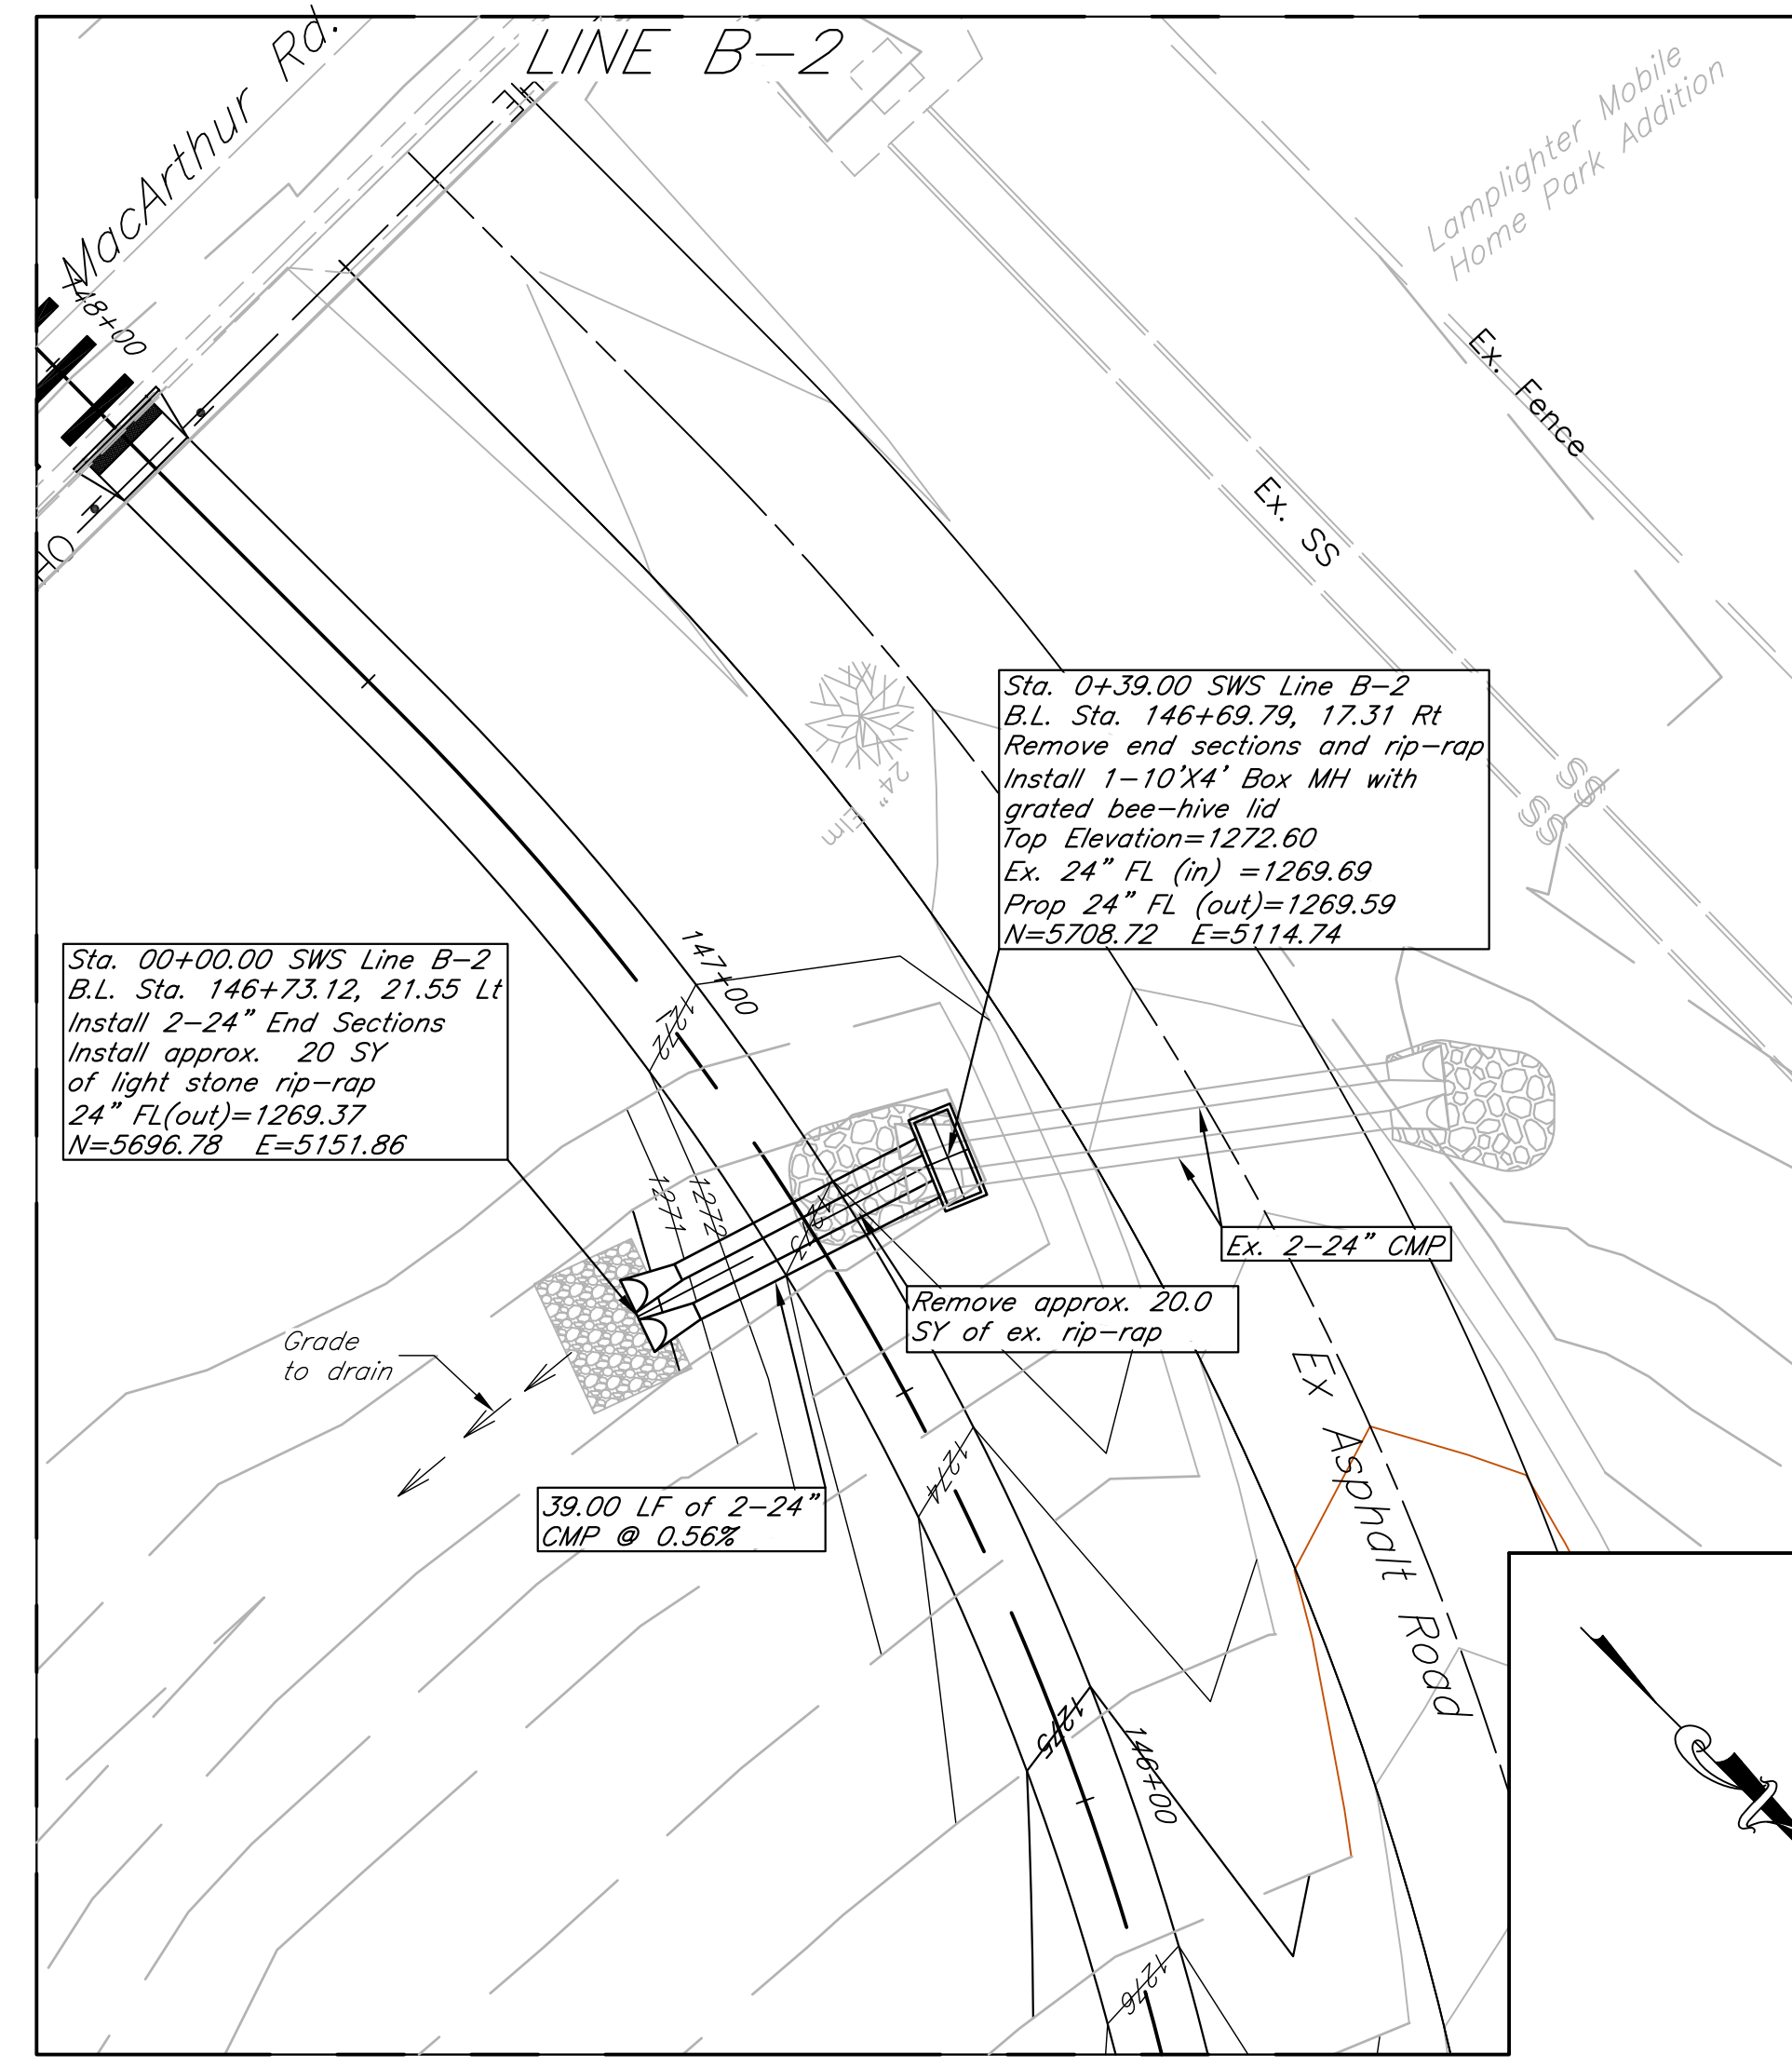 LINE B-2
MacArthur Rd.
148+00
Lamplighter Mobile
Home Park Addition
Ex. Fence
Ex. SS
SS
SS
24" Elm
Sta. 0+39.00 SWS Line B-2
B.L. Sta. 146+69.79, 17.31 Rt
Remove end sections and rip-rap
Install 1-10'X4' Box MH with
grated bee-hive lid
Top Elevation=1272.60
Ex. 24" FL (in) =1269.69
Prop 24" FL (out)=1269.59
N=5708.72 E=5114.74
Sta. 00+00.00 SWS Line B-2
B.L. Sta. 146+73.12, 21.55 Lt
Install 2-24" End Sections
Install approx. 20 SY
of light stone rip-rap
24" FL(out)=1269.37
N=5696.78 E=5151.86
147+00
1272
1271
1272
1273
Ex. 2-24" CMP
Remove approx. 20.0
SY of ex. rip-rap
Grade
to drain
39.00 LF of 2-24"
CMP @ 0.56%
1274
Ex Asphalt Road
1275
146+00
1276